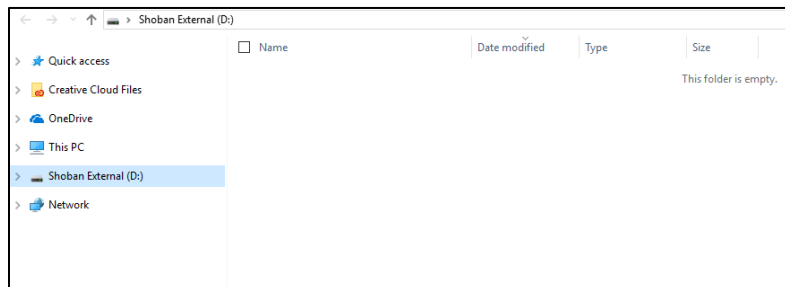 Shoban External (D:)
Name Date modified Type Size
This folder is empty.
Quick access
Creative Cloud Files
OneDrive
This PC
Shoban External (D:)
Network